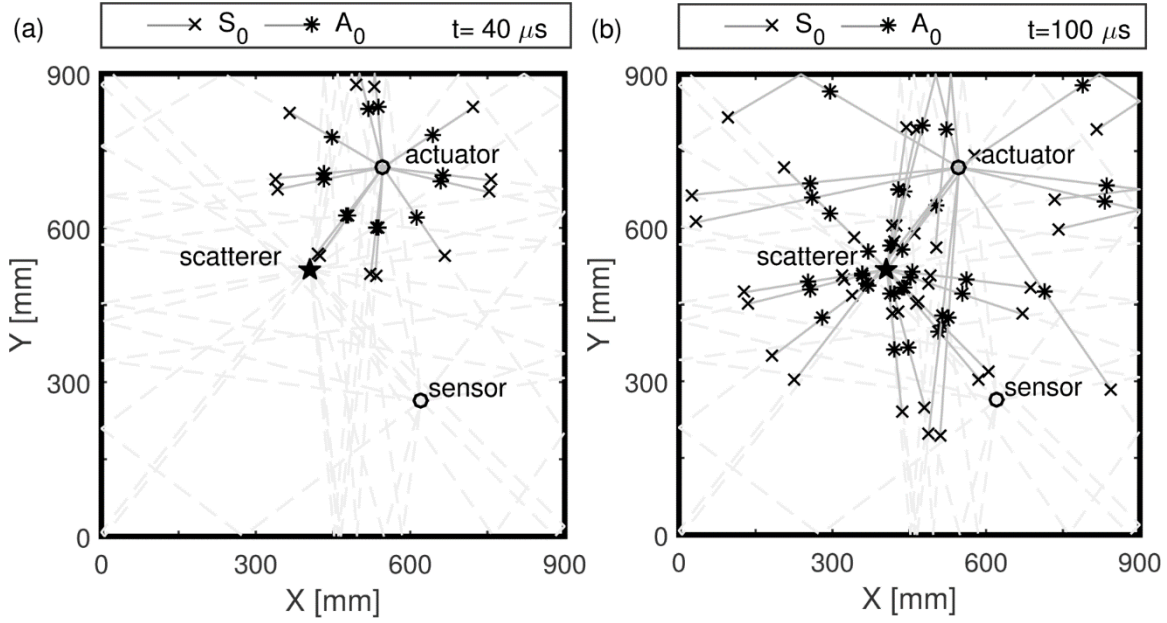 (a) S₀ A₀ t= 40 μs
900
600
300
0
0 300 600 900
Y [mm]
X [mm]
actuator
scatterer
sensor
(b) S₀ A₀ t=100 μs
900
600
300
0
0 300 600 900
Y [mm]
X [mm]
actuator
scatterer
sensor